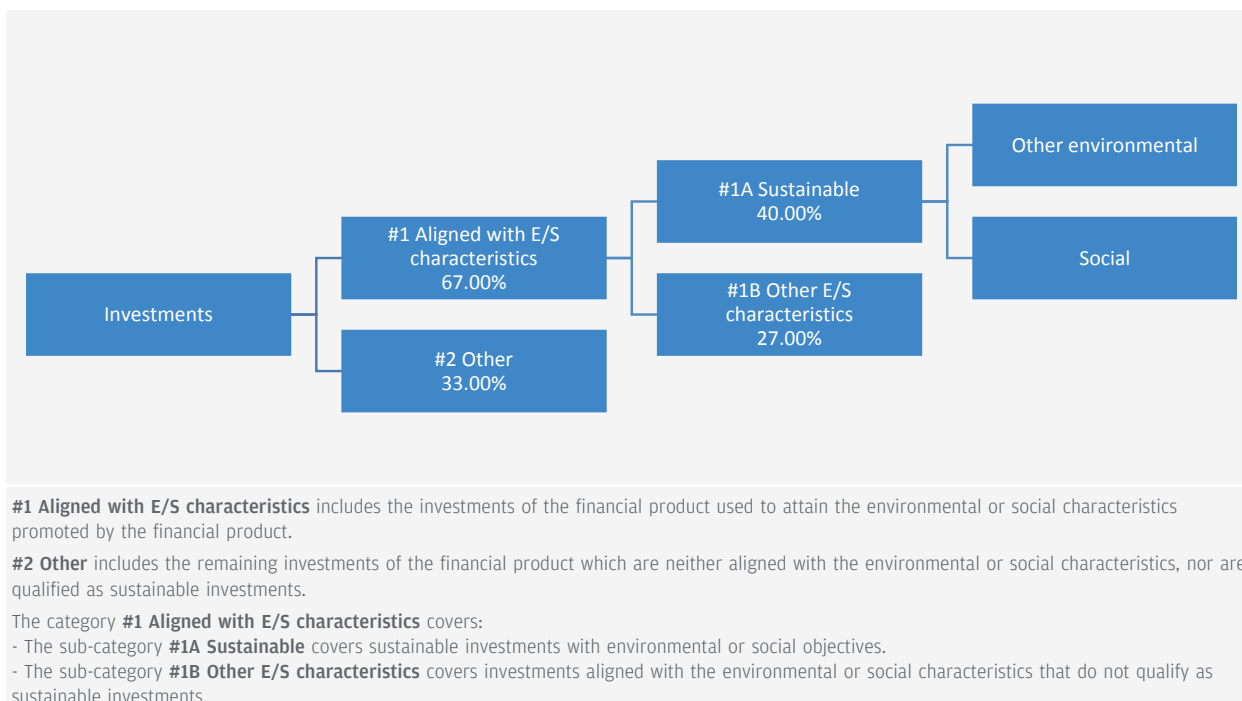 Other environmental
#1A Sustainable
40.00%
#1 Aligned with E/S
characteristics
67.00%
Social
#1B Other E/S
characteristics
27.00%
Investments
#2 Other
33.00%
#1 Aligned with E/S characteristics includes the investments of the financial product used to attain the environmental or social characteristics
promoted by the financial product.
#2 Other includes the remaining investments of the financial product which are neither aligned with the environmental or social characteristics, nor are
qualified as sustainable investments.
The category #1 Aligned with E/S characteristics covers:
- The sub-category #1A Sustainable covers sustainable investments with environmental or social objectives.
- The sub-category #1B Other E/S characteristics covers investments aligned with the environmental or social characteristics that do not qualify as
sustainable investments